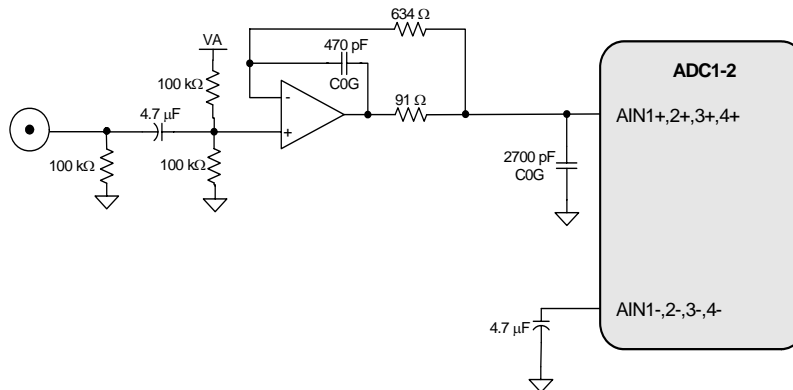 634 Ω
470 pF
C0G
VA
100 kΩ
4.7 µF
-
+
91 Ω
100 kΩ
100 kΩ
ADC1-2
AIN1+,2+,3+,4+
2700 pF
C0G
AIN1-,2-,3-,4-
4.7 µF